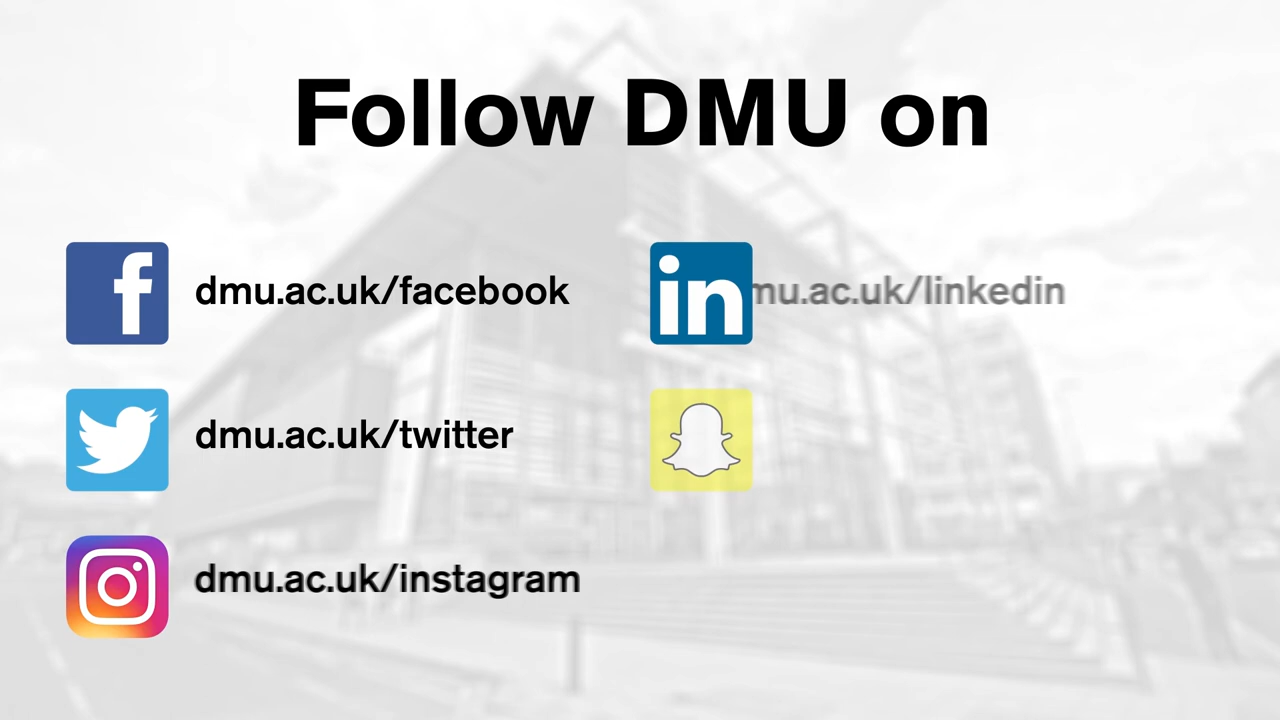 Follow DMU on
dmu.ac.uk/facebook
in
mu.ac.uk/linkedin
dmu.ac.uk/twitter
dmu.ac.uk/instagram